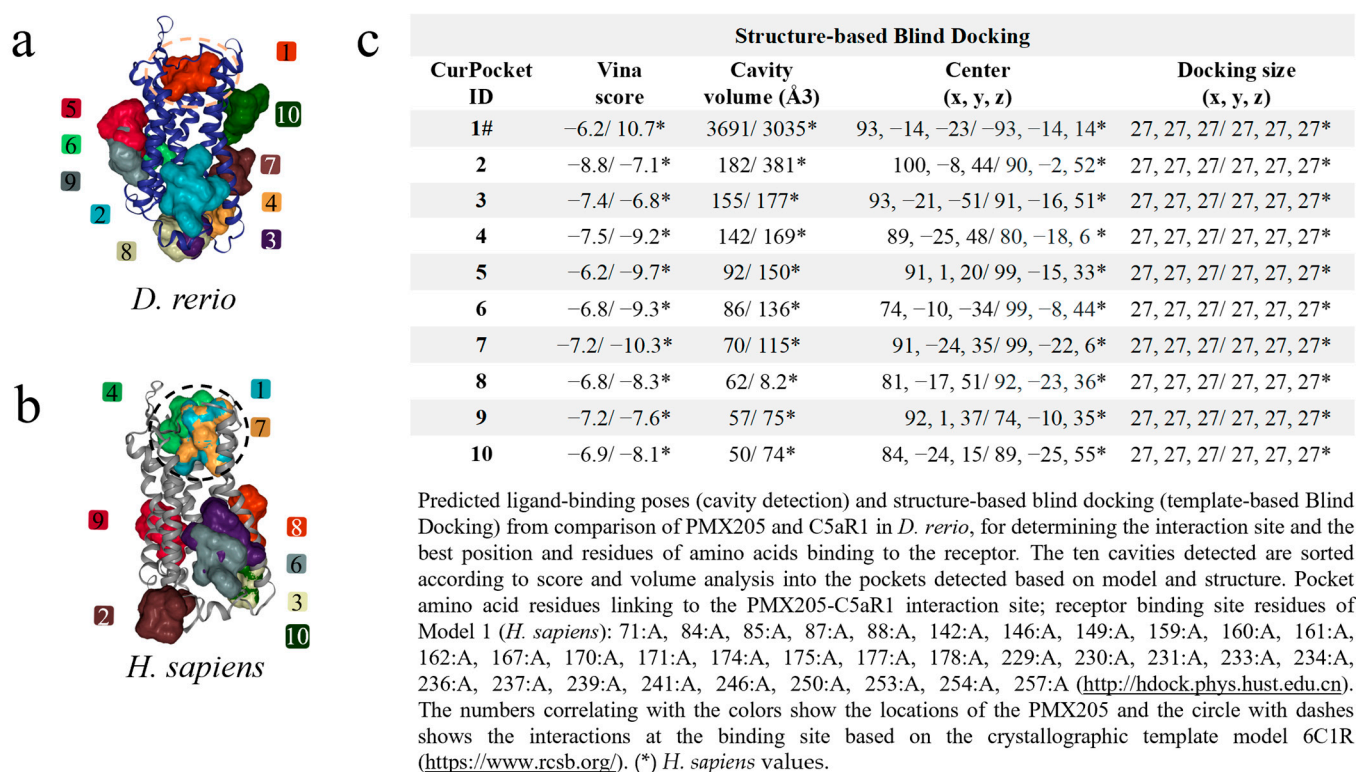 a
1
5
10
6
7
9
4
2
3
8
D. rerio
b
4
1
7
9
8
6
3
2
10
H. sapiens
c
Structure-based Blind Docking
CurPocket ID Vina score Cavity volume (Å3) Center (x, y, z) Docking size (x, y, z)
1# −6.2/ 10.7* 3691/ 3035* 93, −14, −23/ −93, −14, 14* 27, 27, 27/ 27, 27, 27*
2 −8.8/ −7.1* 182/ 381* 100, −8, 44/ 90, −2, 52* 27, 27, 27/ 27, 27, 27*
3 −7.4/ −6.8* 155/ 177* 93, −21, −51/ 91, −16, 51* 27, 27, 27/ 27, 27, 27*
4 −7.5/ −9.2* 142/ 169* 89, −25, 48/ 80, −18, 6 * 27, 27, 27/ 27, 27, 27*
5 −6.2/ −9.7* 92/ 150* 91, 1, 20/ 99, −15, 33* 27, 27, 27/ 27, 27, 27*
6 −6.8/ −9.3* 86/ 136* 74, −10, −34/ 99, −8, 44* 27, 27, 27/ 27, 27, 27*
7 −7.2/ −10.3* 70/ 115* 91, −24, 35/ 99, −22, 6* 27, 27, 27/ 27, 27, 27*
8 −6.8/ −8.3* 62/ 8.2* 81, −17, 51/ 92, −23, 36* 27, 27, 27/ 27, 27, 27*
9 −7.2/ −7.6* 57/ 75* 92, 1, 37/ 74, −10, 35* 27, 27, 27/ 27, 27, 27*
10 −6.9/ −8.1* 50/ 74* 84, −24, 15/ 89, −25, 55* 27, 27, 27/ 27, 27, 27*
Predicted ligand-binding poses (cavity detection) and structure-based blind docking (template-based Blind
Docking) from comparison of PMX205 and C5aR1 in D. rerio, for determining the interaction site and the
best position and residues of amino acids binding to the receptor. The ten cavities detected are sorted
according to score and volume analysis into the pockets detected based on model and structure. Pocket
amino acid residues linking to the PMX205-C5aR1 interaction site; receptor binding site residues of
Model 1 (H. sapiens): 71:A, 84:A, 85:A, 87:A, 88:A, 142:A, 146:A, 149:A, 159:A, 160:A, 161:A,
162:A, 167:A, 170:A, 171:A, 174:A, 175:A, 177:A, 178:A, 229:A, 230:A, 231:A, 233:A, 234:A,
236:A, 237:A, 239:A, 241:A, 246:A, 250:A, 253:A, 254:A, 257:A (http://hdock.phys.hust.edu.cn).
The numbers correlating with the colors show the locations of the PMX205 and the circle with dashes
shows the interactions at the binding site based on the crystallographic template model 6C1R
(https://www.rcsb.org/). (*) H. sapiens values.